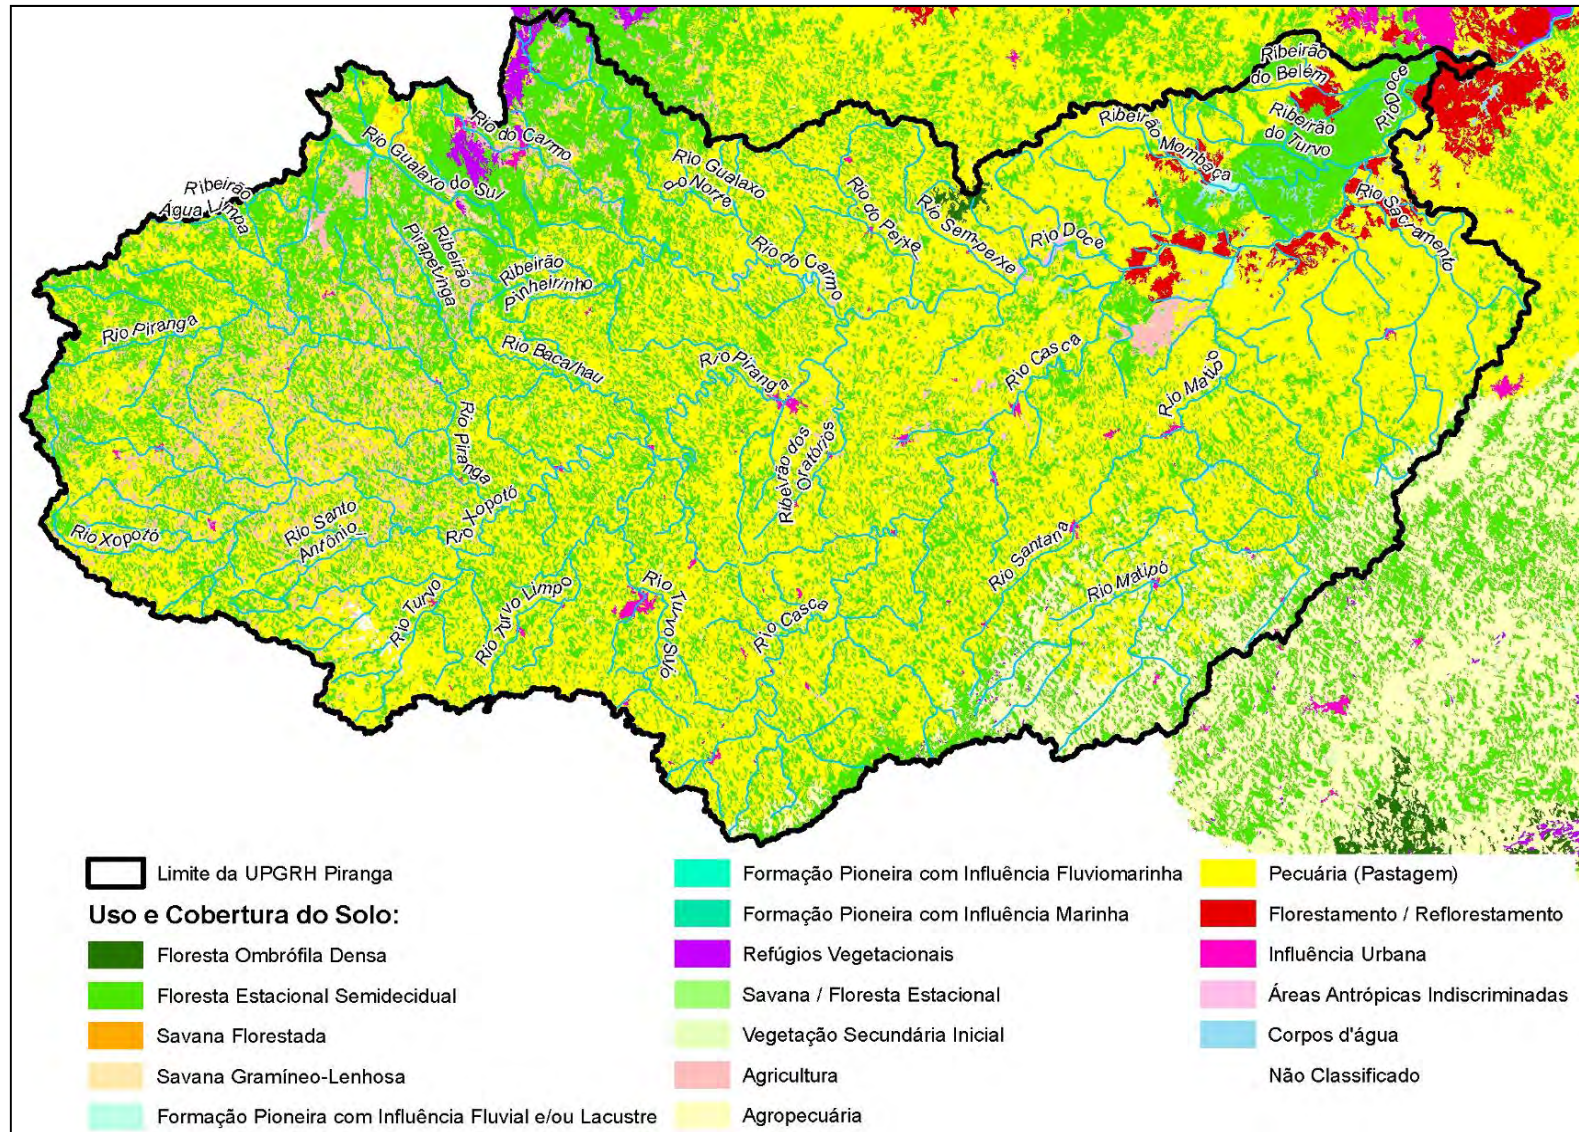 Ribeirão
do Belém
Rio Doce
Ribeirão
do Turvo
Ribeirão
Mombaça
Rio do Carmo
Rio Gualaxo
do Sul
Rio Gualaxo
do Norte
Ribeirão
Água Limpa
Rio do Peixe
Rio Sem-peixe
Rio Doce
Rio Sacramento
Ribeirão
Pirapetinga
Ribeirão
Pinheirinho
Rio do Carmo
Rio Piranga
Rio Bacalhau
Rio Piranga
Rio Casca
Rio Matipó
Rio Piranga
Ribeirão dos
Oratórios
Rio Xopotó
Rio Xopotó
Rio Santo
Antônio
Rio Santana
Rio Matipó
Rio Turvo
Rio Turvo Limpo
Rio Turvo Sujo
Rio Casca
Limite da UPGRH Piranga
Uso e Cobertura do Solo:
Floresta Ombrófila Densa
Floresta Estacional Semidecidual
Savana Florestada
Savana Gramíneo-Lenhosa
Formação Pioneira com Influência Fluvial e/ou Lacustre
Formação Pioneira com Influência Fluviomarinha
Formação Pioneira com Influência Marinha
Refúgios Vegetacionais
Savana / Floresta Estacional
Vegetação Secundária Inicial
Agricultura
Agropecuária
Pecuária (Pastagem)
Florestamento / Reflorestamento
Influência Urbana
Áreas Antrópicas Indiscriminadas
Corpos d'água
Não Classificado